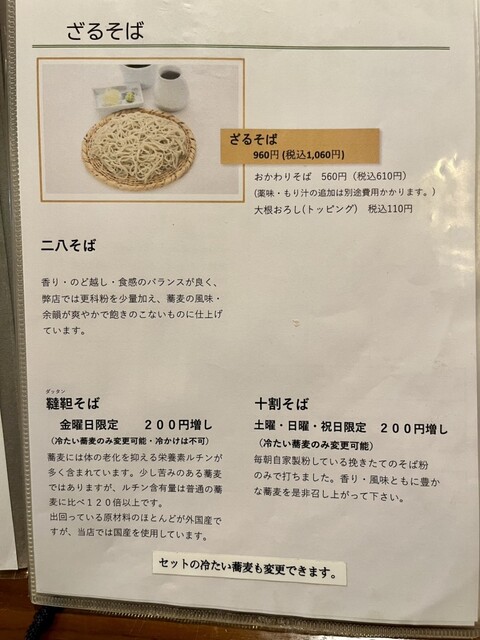 ざるそば
ざるそば
960円 (税込1,060円)
おかわりそば 560円（税込610円）
（薬味・もり汁の追加は別途費用かかります。）
大根おろし(トッピング) 税込110円
二八そば
香り・のど越し・食感のバランスが良く、
弊店では更科粉を少量加え、蕎麦の風味・
余韻が爽やかで飽きのこないものに仕上げ
ています。
ダッタン
韃靼そば
金曜日限定 ２００円増し
（冷たい蕎麦のみ変更可能・冷かけは不可）
蕎麦には体の老化を抑える栄養素ルチンが
多く含まれています。少し苦みのある蕎麦
ではありますが、ルチン含有量は普通の蕎
麦に比べ１２０倍以上です。
出回っている原材料のほとんどが外国産で
すが、当店では国産を使用しています。
十割そば
土曜・日曜・祝日限定 ２００円増し
（冷たい蕎麦のみ変更可能）
毎朝自家製粉している挽きたてのそば粉
のみで打ちました。香り・風味ともに豊か
な蕎麦を是非召し上がって下さい。
セットの冷たい蕎麦も変更できます。